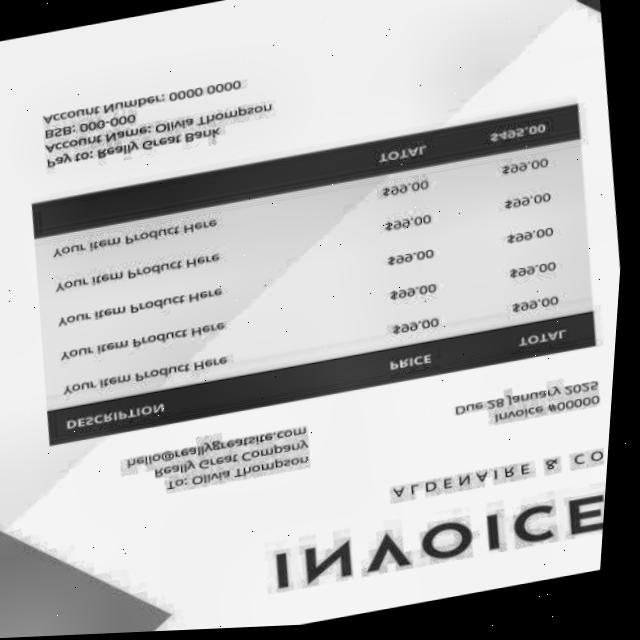 INVOICE
ALDENAIRE & CO
Invoice #00000
Due 28 January 2025
To: Olivia Thompson
Really Great Company
hello@reallygreatsite.com
DESCRIPTION PRICE TOTAL
Your Item Product Here $99.00 $99.00
Your Item Product Here $99.00 $99.00
Your Item Product Here $99.00 $99.00
Your Item Product Here $99.00 $99.00
Your Item Product Here $99.00 $99.00
TOTAL $495.00
Pay to: Really Great Bank
Account Name: Olivia Thompson
BSB: 000-000
Account Number: 0000 0000